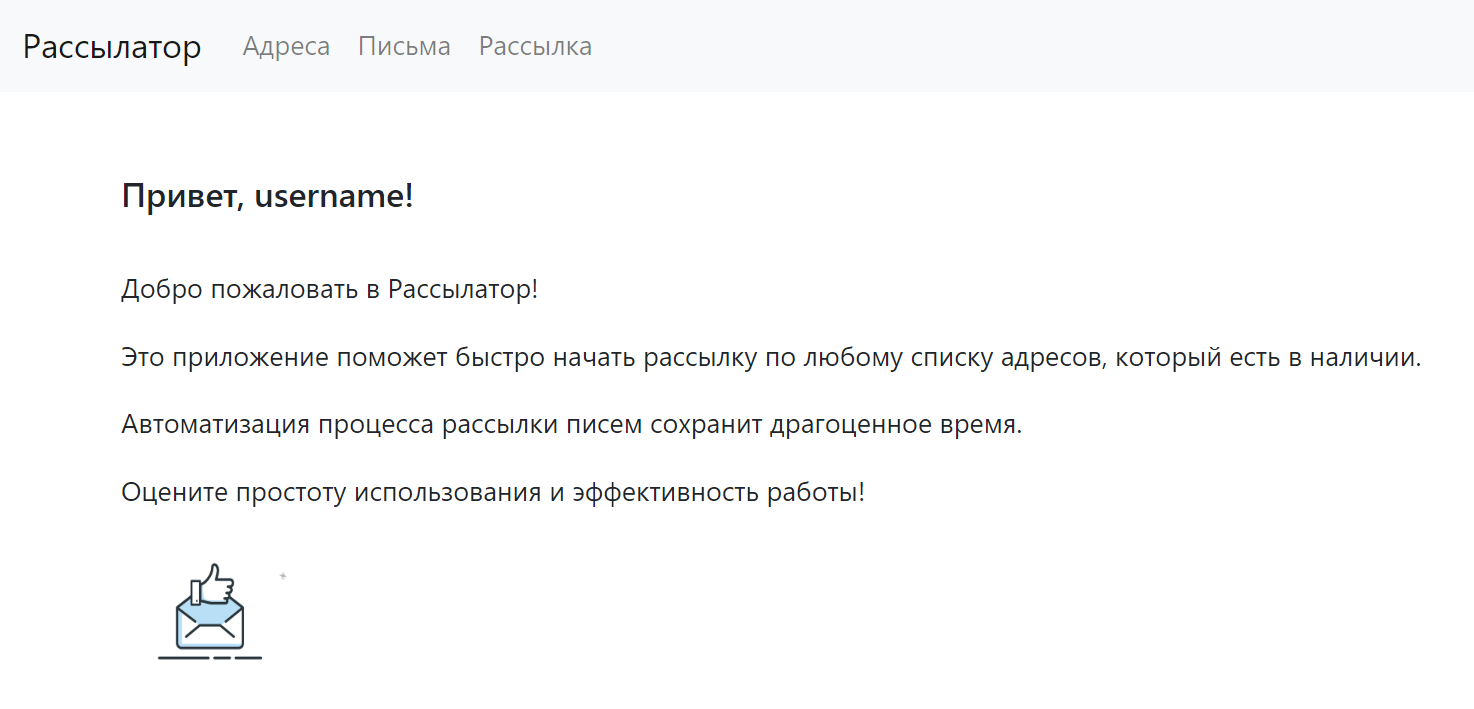 Рассылатор Адреса Письма Рассылка
Привет, username!
Добро пожаловать в Рассылатор!
Это приложение поможет быстро начать рассылку по любому списку адресов, который есть в наличии.
Автоматизация процесса рассылки писем сохранит драгоценное время.
Оцените простоту использования и эффективность работы!